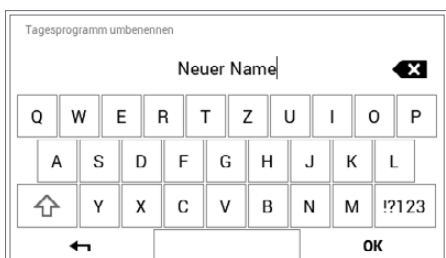 Tagesprogramm umbenennen
Neuer Name
Q W E R T Z U I O P
A S D F G H J K L
Y X C V B N M !?123
OK